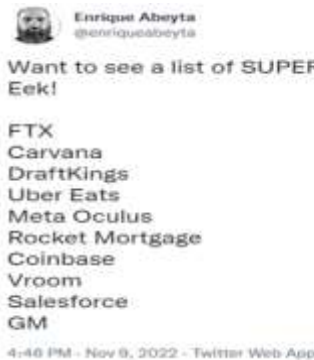 Enrique Abeyta
@enriqueabeyta
Want to see a list of SUPER
Eek!
FTX
Carvana
DraftKings
Uber Eats
Meta Oculus
Rocket Mortgage
Coinbase
Vroom
Salesforce
GM
4:46 PM - Nov 9, 2022 - Twitter Web App